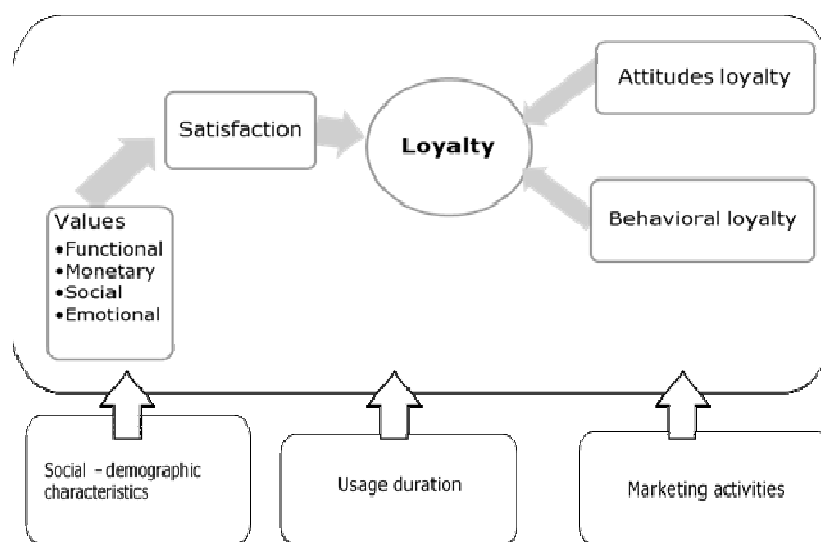 Attitudes loyalty
Satisfaction
Loyalty
Behavioral loyalty
Values
•Functional
•Monetary
•Social
•Emotional
Social – demographic
characteristics
Usage duration
Marketing activities